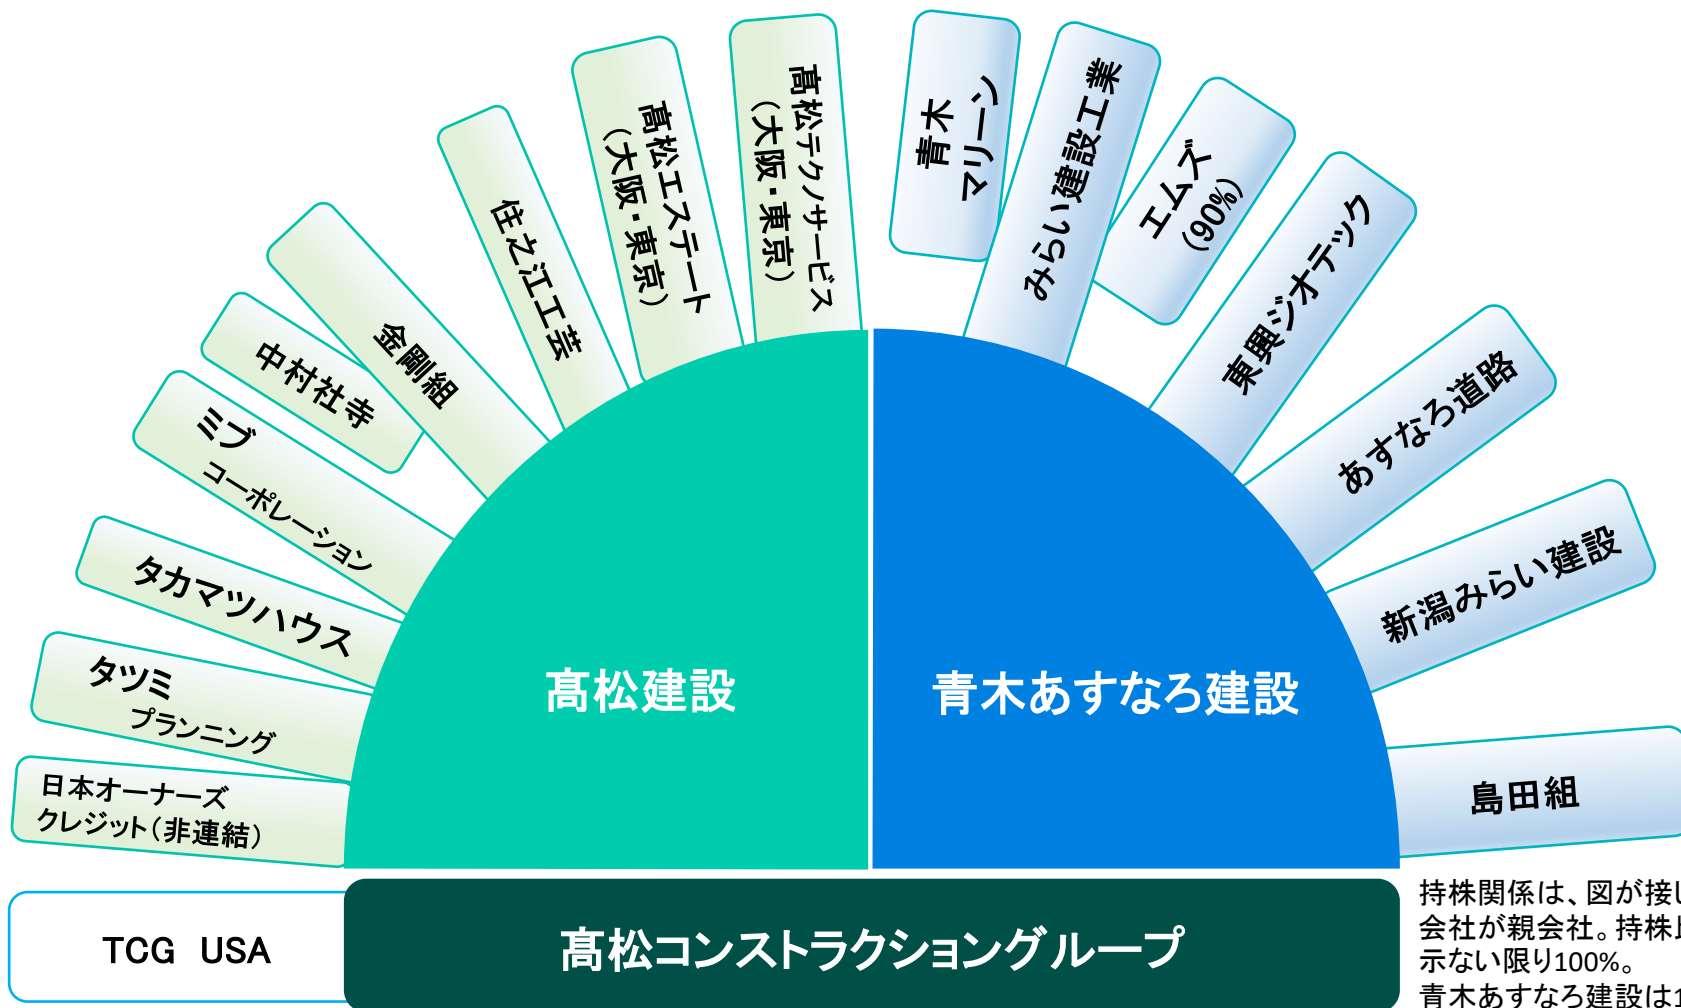 髙松テクノサービス
（大阪・東京）
髙松エステート
（大阪・東京）
住之江工芸
金剛組
中村社寺
ミブ
コーポレーション
タカマツハウス
タツミ
プランニング
日本オーナーズ
クレジット（非連結）
青木
マリーン
みらい建設工業
エムズ
(90%)
東興ジオテック
あすなろ道路
新潟みらい建設
島田組
髙松建設
青木あすなろ建設
TCG USA
髙松コンストラクショングループ
持株関係は、図が接し
会社が親会社。持株
示ない限り100%。
青木あすなろ建設は1